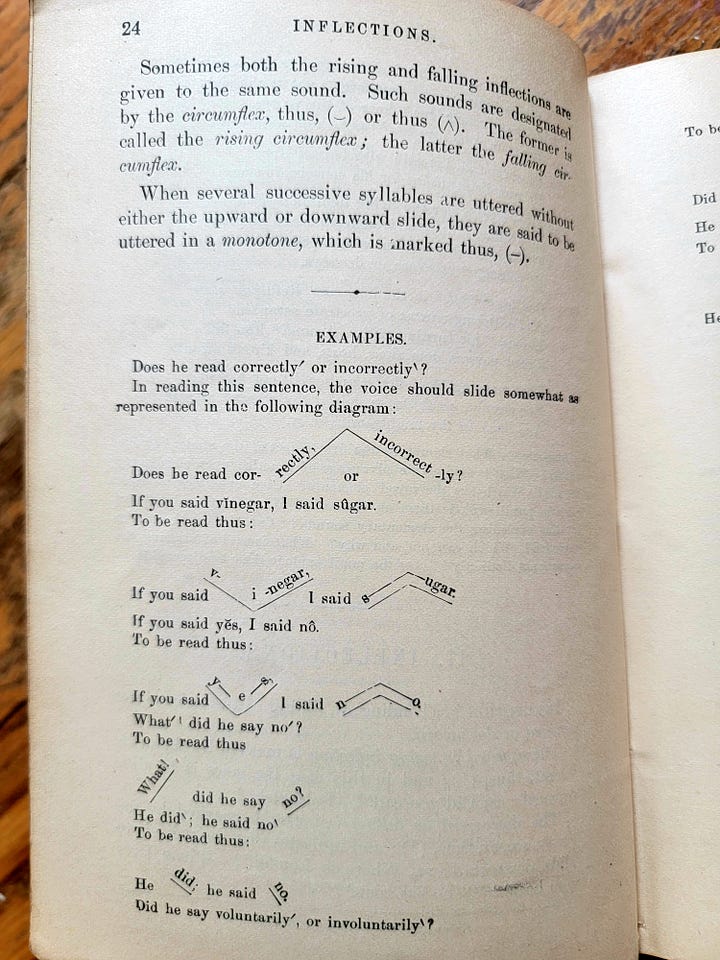 24 INFLECTIONS.
Sometimes both the rising and falling inflections are
given to the same sound. Such sounds are designated
by the circumflex, thus, (⌣) or thus (∧). The former is
called the rising circumflex; the latter the falling cir-
cumflex.
When several successive syllables are uttered without
either the upward or downward slide, they are said to be
uttered in a monotone, which is marked thus, (–).
EXAMPLES.
Does he read correctly′ or incorrectly‵?
In reading this sentence, the voice should slide somewhat as
represented in the following diagram:
Does he read cor- rectly, or incorrect -ly?
If you said vĭnegar, I said sûgar.
To be read thus:
If you said v- i -negar, I said s -ugar.
If you said yĕs, I said nô.
To be read thus:
If you said y e s, I said n o.
What′! did he say no′?
To be read thus
What! did he say no?
He did‵; he said no‵
To be read thus:
He did; he said no.
Did he say voluntarily′, or involuntarily‵?
To be
Did
He
To
He